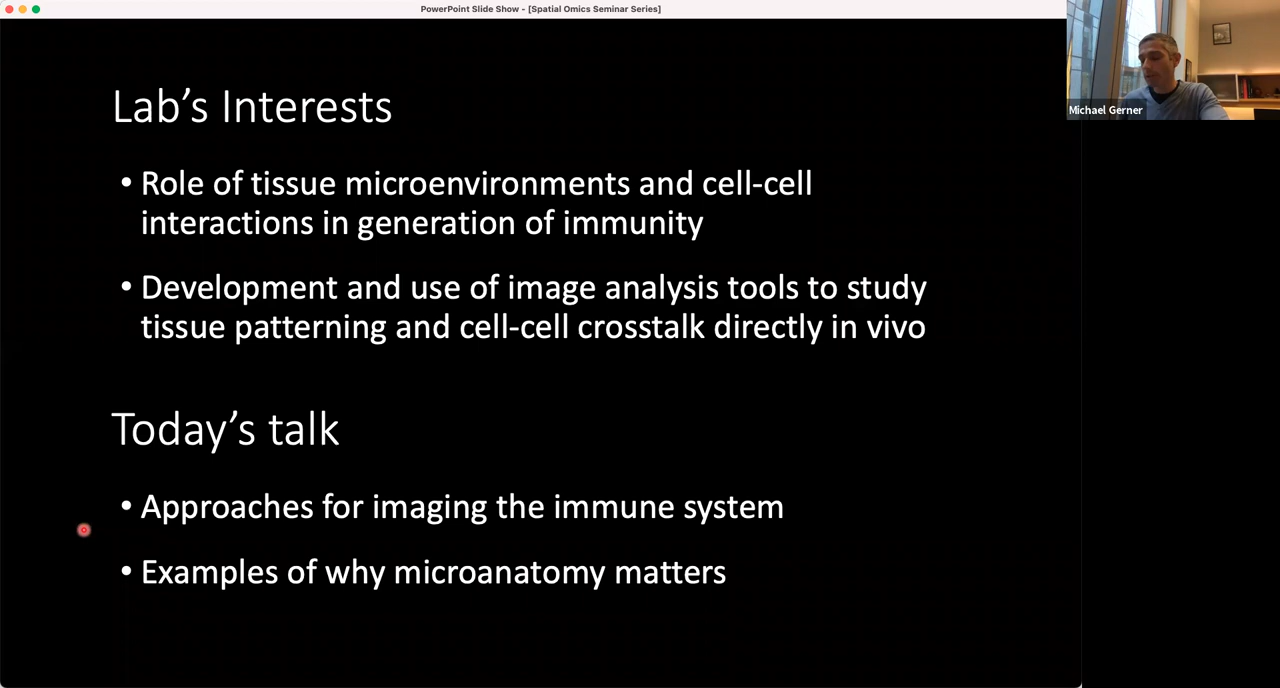 PowerPoint Slide Show - [Spatial Omics Seminar Series]
Michael Gerner
Lab’s Interests
• Role of tissue microenvironments and cell-cell
interactions in generation of immunity
• Development and use of image analysis tools to study
tissue patterning and cell-cell crosstalk directly in vivo
Today’s talk
• Approaches for imaging the immune system
• Examples of why microanatomy matters